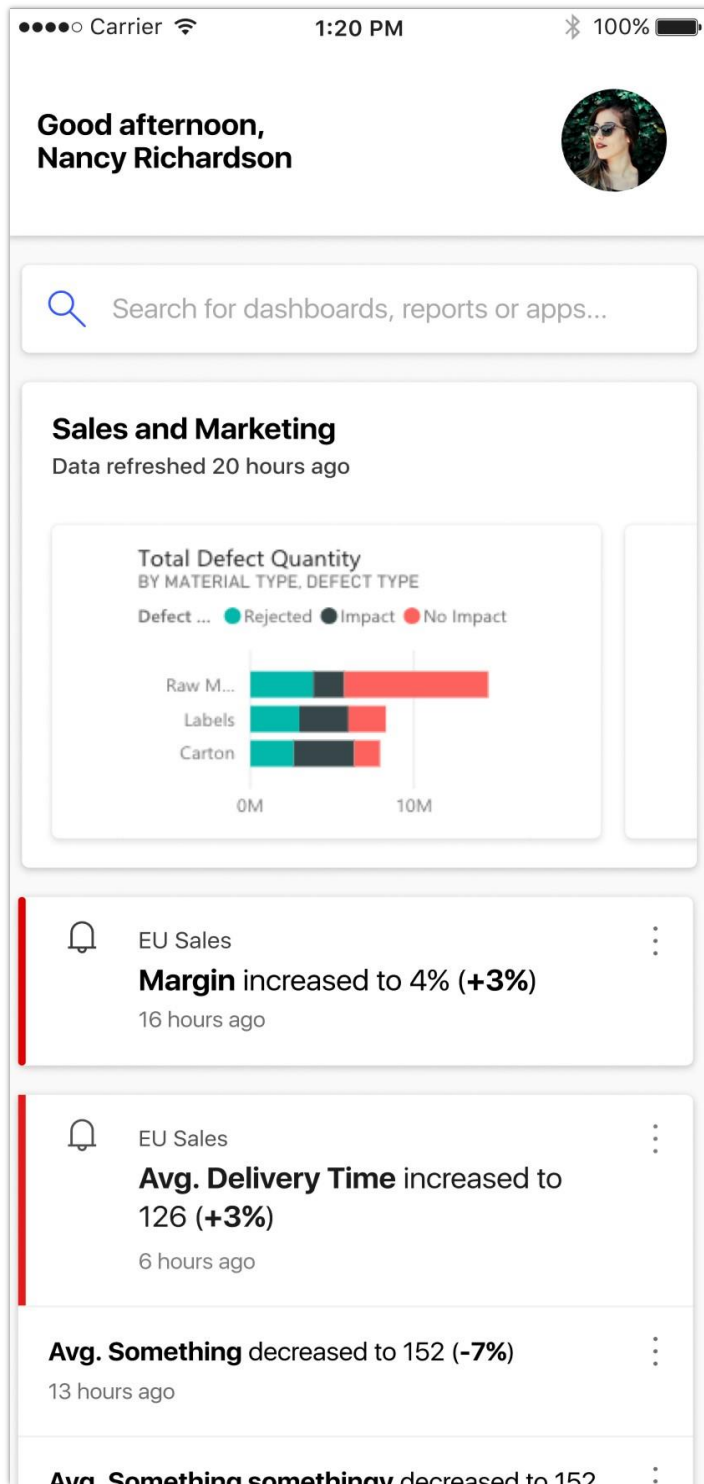 Carrier 1:20 PM 100%
Good afternoon,
Nancy Richardson
Search for dashboards, reports or apps...
Sales and Marketing
Data refreshed 20 hours ago
Total Defect Quantity
BY MATERIAL TYPE, DEFECT TYPE
Defect ... Rejected Impact No Impact
Raw M...
Labels
Carton
0M 10M
EU Sales
Margin increased to 4% (+3%)
16 hours ago
EU Sales
Avg. Delivery Time increased to
126 (+3%)
6 hours ago
Avg. Something decreased to 152 (-7%)
13 hours ago
Avg. Something somethingy decreased to 152